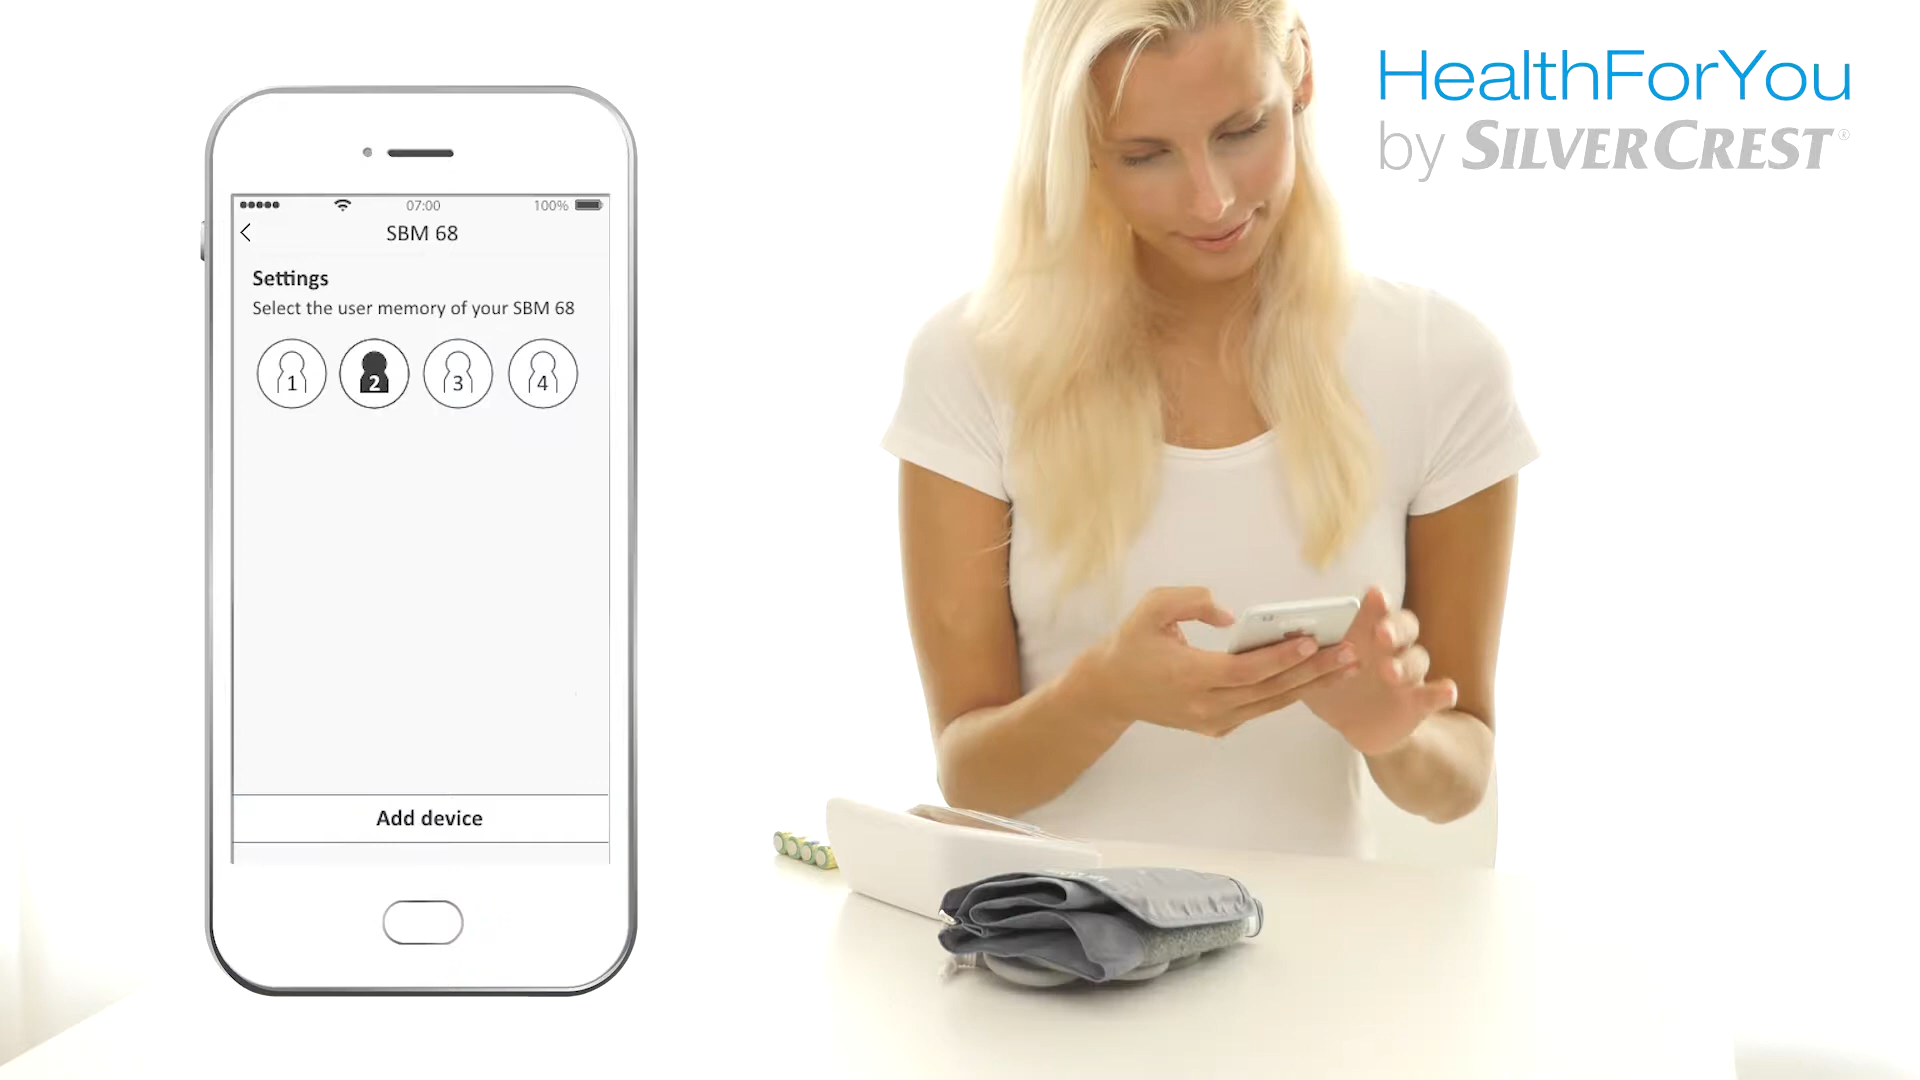 HealthForYou
by SILVERCREST®
07:00
100%
SBM 68
Settings
Select the user memory of your SBM 68
1 2 3 4
Add device